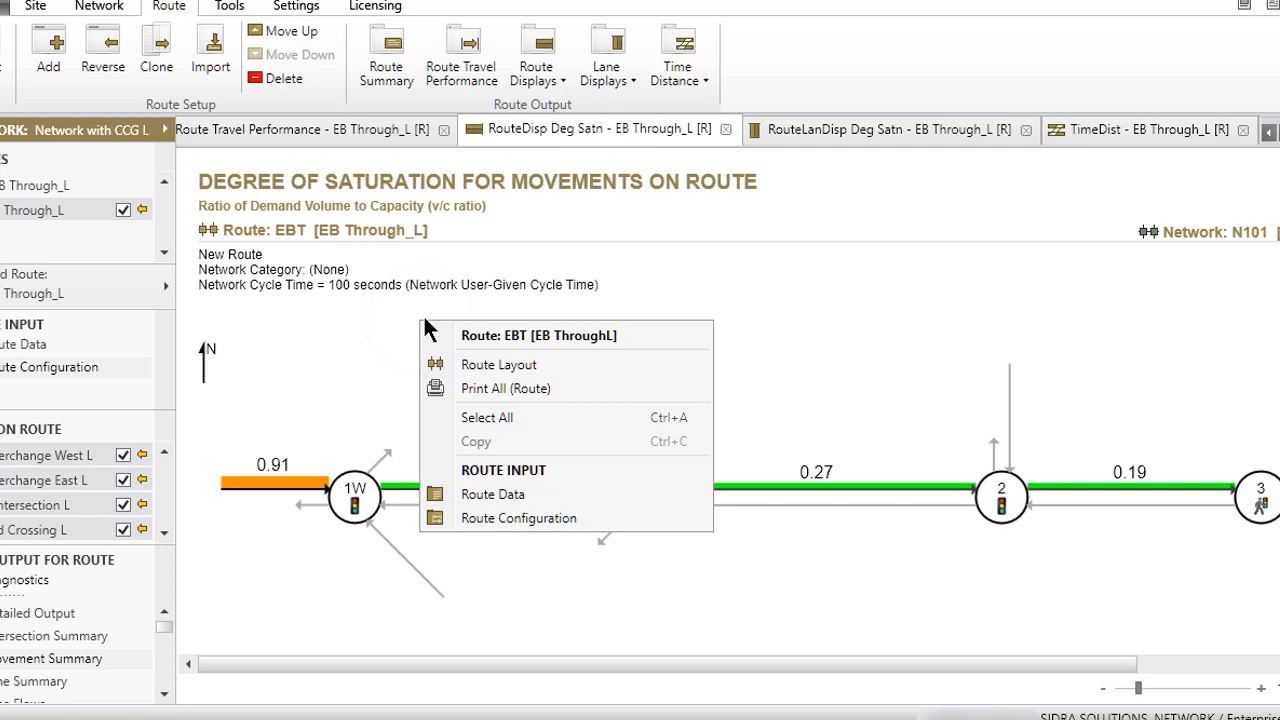 Site Network Route Tools Settings Licensing
Add Reverse Clone Import
Move Up
Move Down
Delete
Route Setup
Route Summary
Route Travel Performance
Route Displays
Lane Displays
Time Distance
Route Output
ORK: Network with CCG L
Route Travel Performance - EB Through_L [R]
RouteDisp Deg Satn - EB Through_L [R]
RouteLanDisp Deg Satn - EB Through_L [R]
TimeDist - EB Through_L [R]
ES
B Through_L
Through_L
d Route:
Through_L
E INPUT
ute Data
ute Configuration
ON ROUTE
erchange West L
erchange East L
ntersection L
d Crossing L
OUTPUT FOR ROUTE
agnostics
tailed Output
ersection Summary
ovement Summary
ne Summary
DEGREE OF SATURATION FOR MOVEMENTS ON ROUTE
Ratio of Demand Volume to Capacity (v/c ratio)
Route: EBT [EB Through_L]
Network: N101 [
New Route
Network Category: (None)
Network Cycle Time = 100 seconds (Network User-Given Cycle Time)
N
Route: EBT [EB ThroughL]
Route Layout
Print All (Route)
Select All Ctrl+A
Copy Ctrl+C
ROUTE INPUT
Route Data
Route Configuration
0.91
1W
0.27
2
0.19
3
SIDRA SOLUTIONS, NETWORK / Enterpris